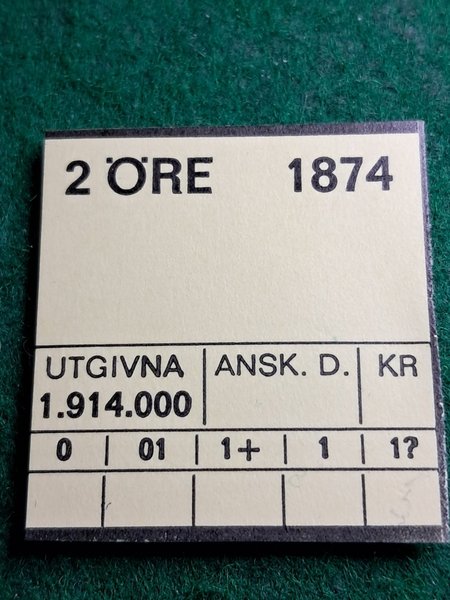 2 ÖRE 1874
UTGIVNA ANSK. D. KR
1.914.000
0 01 1+ 1 1?